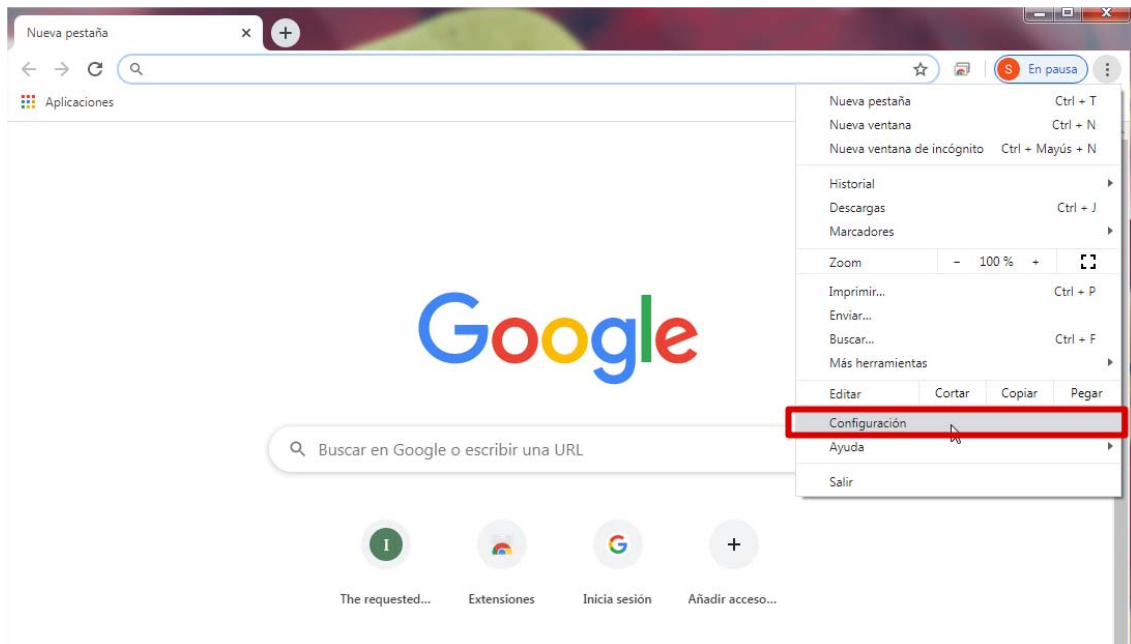 Nueva pestaña
S En pausa
Aplicaciones
Nueva pestaña Ctrl + T
Nueva ventana Ctrl + N
Nueva ventana de incógnito Ctrl + Mayús + N
Historial
Descargas Ctrl + J
Marcadores
Zoom - 100 % +
Imprimir... Ctrl + P
Enviar...
Buscar... Ctrl + F
Más herramientas
Editar Cortar Copiar Pegar
Configuración
Ayuda
Salir
Google
Buscar en Google o escribir una URL
I G +
The requested... Extensiones Inicia sesión Añadir acceso...